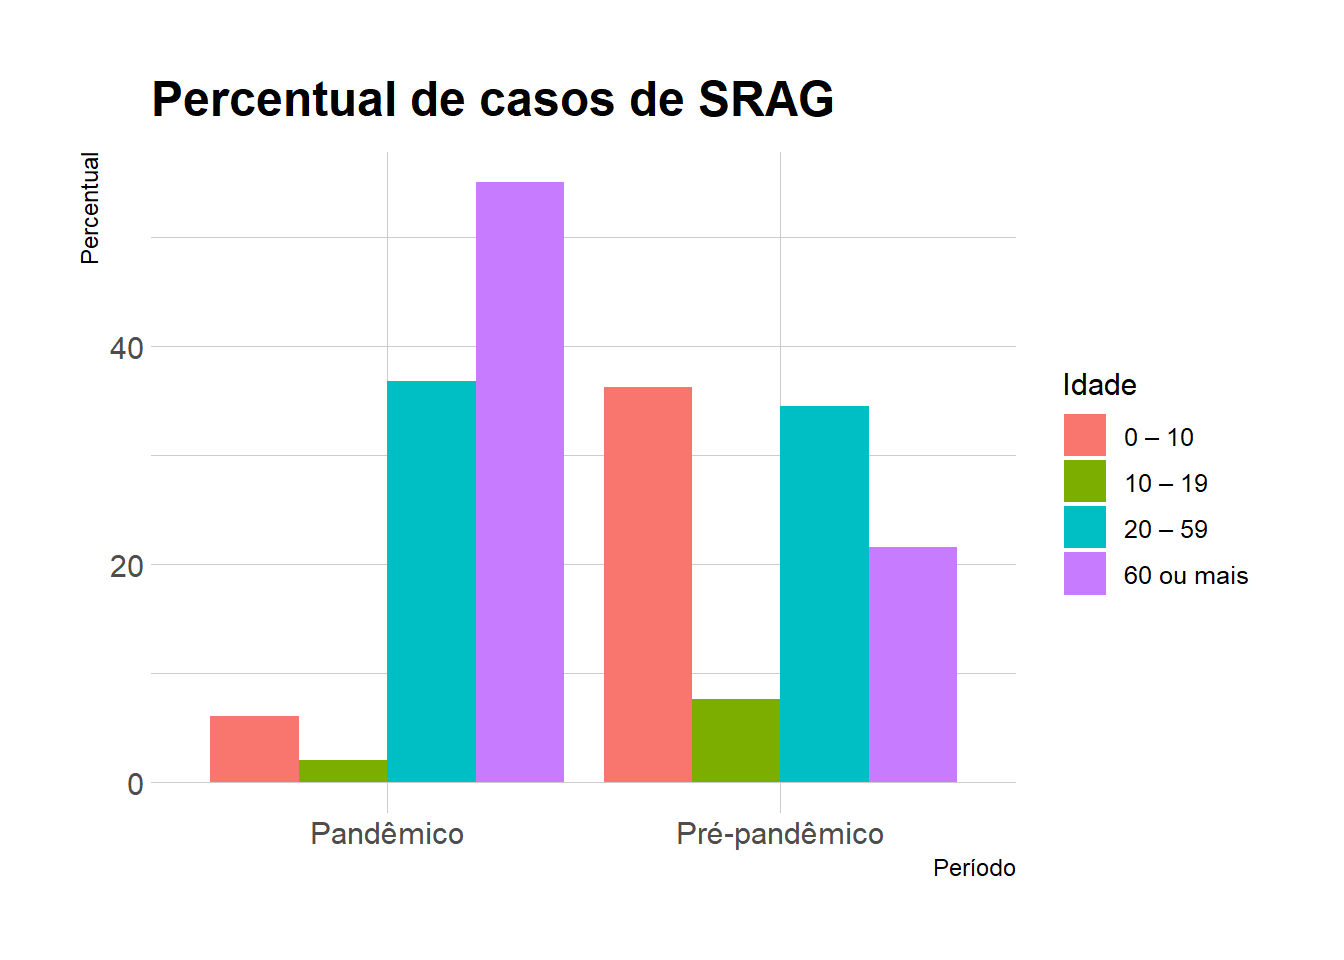 Percentual de casos de SRAG
Percentual
40
20
0
Pandêmico
Pré-pandêmico
Período
Idade
0 – 10
10 – 19
20 – 59
60 ou mais